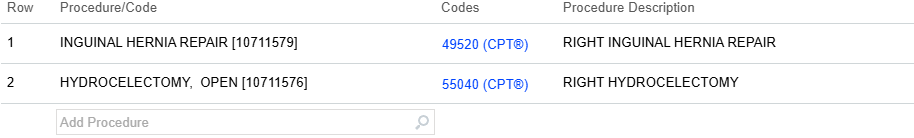 Row Procedure/Code Codes Procedure Description
1 INGUINAL HERNIA REPAIR [10711579] 49520 (CPT®) RIGHT INGUINAL HERNIA REPAIR
2 HYDROCELECTOMY, OPEN [10711576] 55040 (CPT®) RIGHT HYDROCELECTOMY
Add Procedure